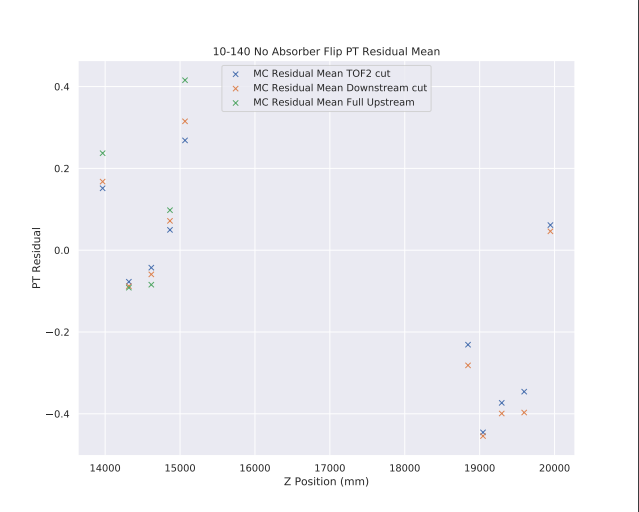 10-140 No Absorber Flip PT Residual Mean
MC Residual Mean TOF2 cut
MC Residual Mean Downstream cut
MC Residual Mean Full Upstream
0.4
0.2
0.0
−0.2
−0.4
PT Residual
14000 15000 16000 17000 18000 19000 20000
Z Position (mm)